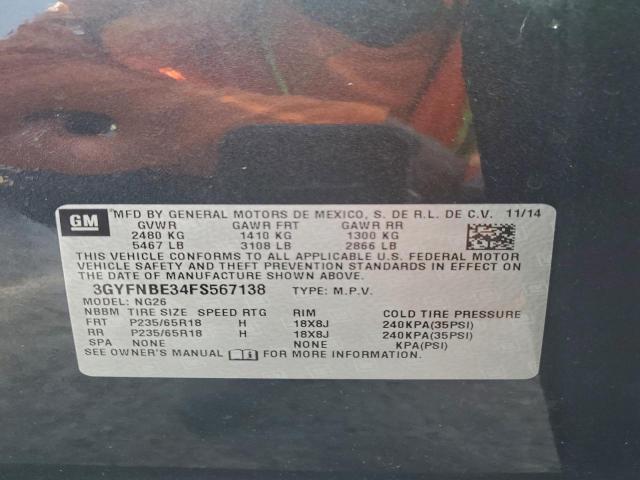 GM MFD BY GENERAL MOTORS DE MEXICO, S. DE R.L. DE C.V. 11/14
GVWR GAWR FRT GAWR RR
2480 KG 1410 KG 1300 KG
5467 LB 3108 LB 2866 LB
THIS VEHICLE CONFORMS TO ALL APPLICABLE U.S. FEDERAL MOTOR
VEHICLE SAFETY AND THEFT PREVENTION STANDARDS IN EFFECT ON
THE DATE OF MANUFACTURE SHOWN ABOVE.
3GYFNBE34FS567138 TYPE: M.P.V.
MODEL: NG26
NBBM TIRE SIZE SPEED RTG RIM COLD TIRE PRESSURE
FRT P235/65R18 H 18X8J 240KPA(35PSI)
RR P235/65R18 H 18X8J 240KPA(35PSI)
SPA NONE NONE KPA(PSI)
SEE OWNER'S MANUAL FOR MORE INFORMATION.